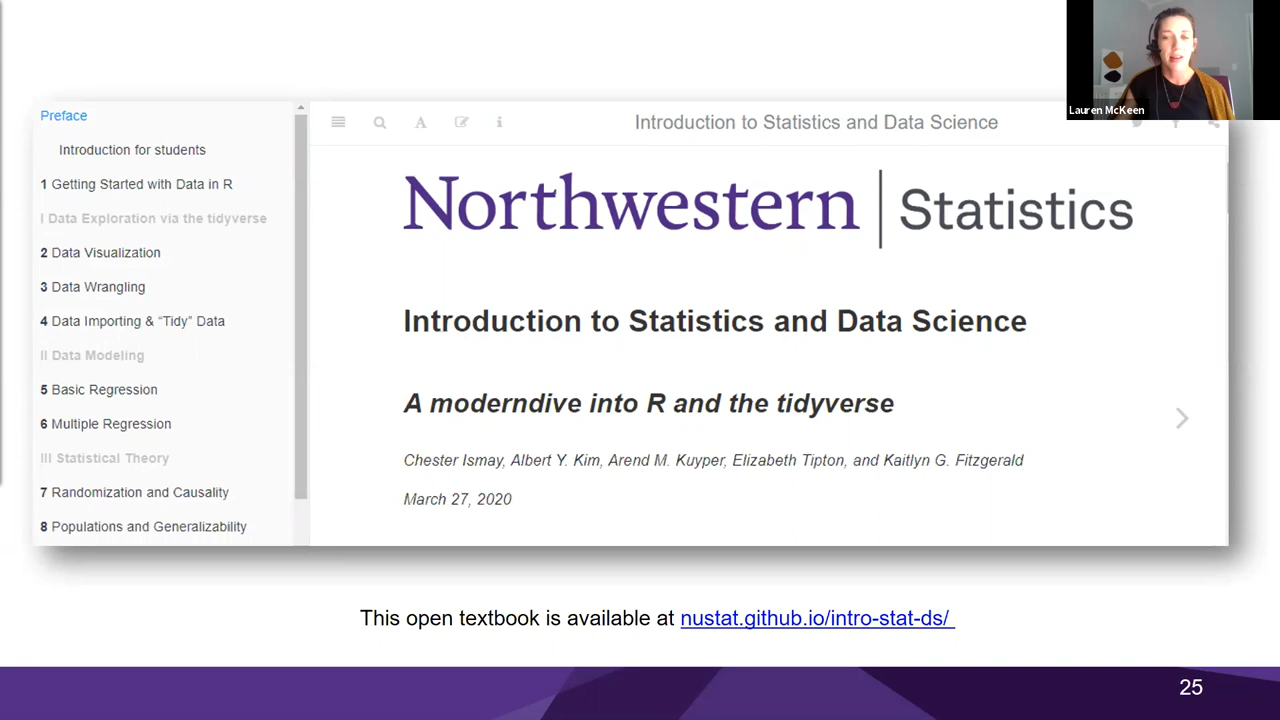 Lauren McKeen
Preface
Introduction for students
1 Getting Started with Data in R
I Data Exploration via the tidyverse
2 Data Visualization
3 Data Wrangling
4 Data Importing & “Tidy” Data
II Data Modeling
5 Basic Regression
6 Multiple Regression
III Statistical Theory
7 Randomization and Causality
8 Populations and Generalizability
Introduction to Statistics and Data Science
Northwestern | Statistics
Introduction to Statistics and Data Science
A moderndive into R and the tidyverse
Chester Ismay, Albert Y. Kim, Arend M. Kuyper, Elizabeth Tipton, and Kaitlyn G. Fitzgerald
March 27, 2020
This open textbook is available at nustat.github.io/intro-stat-ds/
25